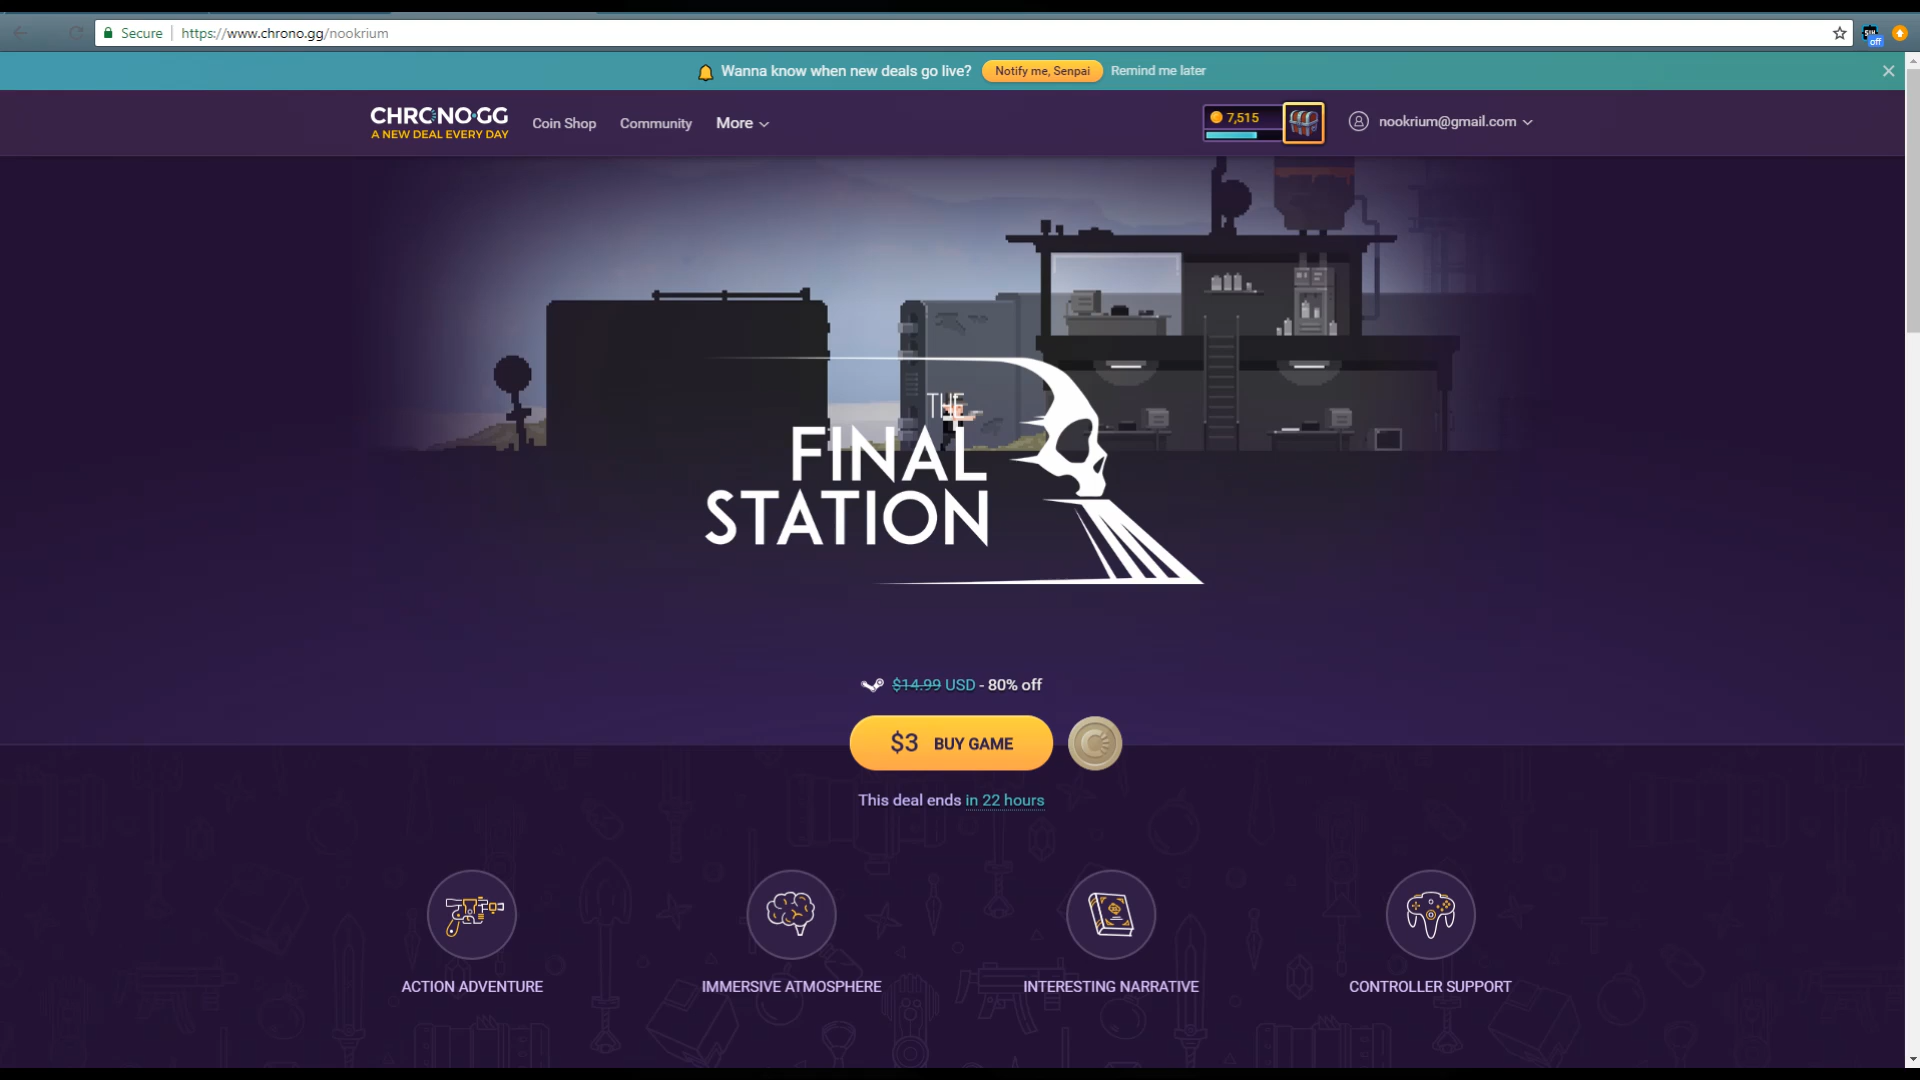 Secure | https://www.chrono.gg/nookrium
off
Wanna know when new deals go live? Notify me, Senpai Remind me later
CHRONO.GG
A NEW DEAL EVERY DAY
Coin Shop Community More
7,515
nookrium@gmail.com
THE
FINAL
STATION
$14.99 USD - 80% off
$3 BUY GAME
This deal ends in 22 hours
ACTION ADVENTURE IMMERSIVE ATMOSPHERE INTERESTING NARRATIVE CONTROLLER SUPPORT